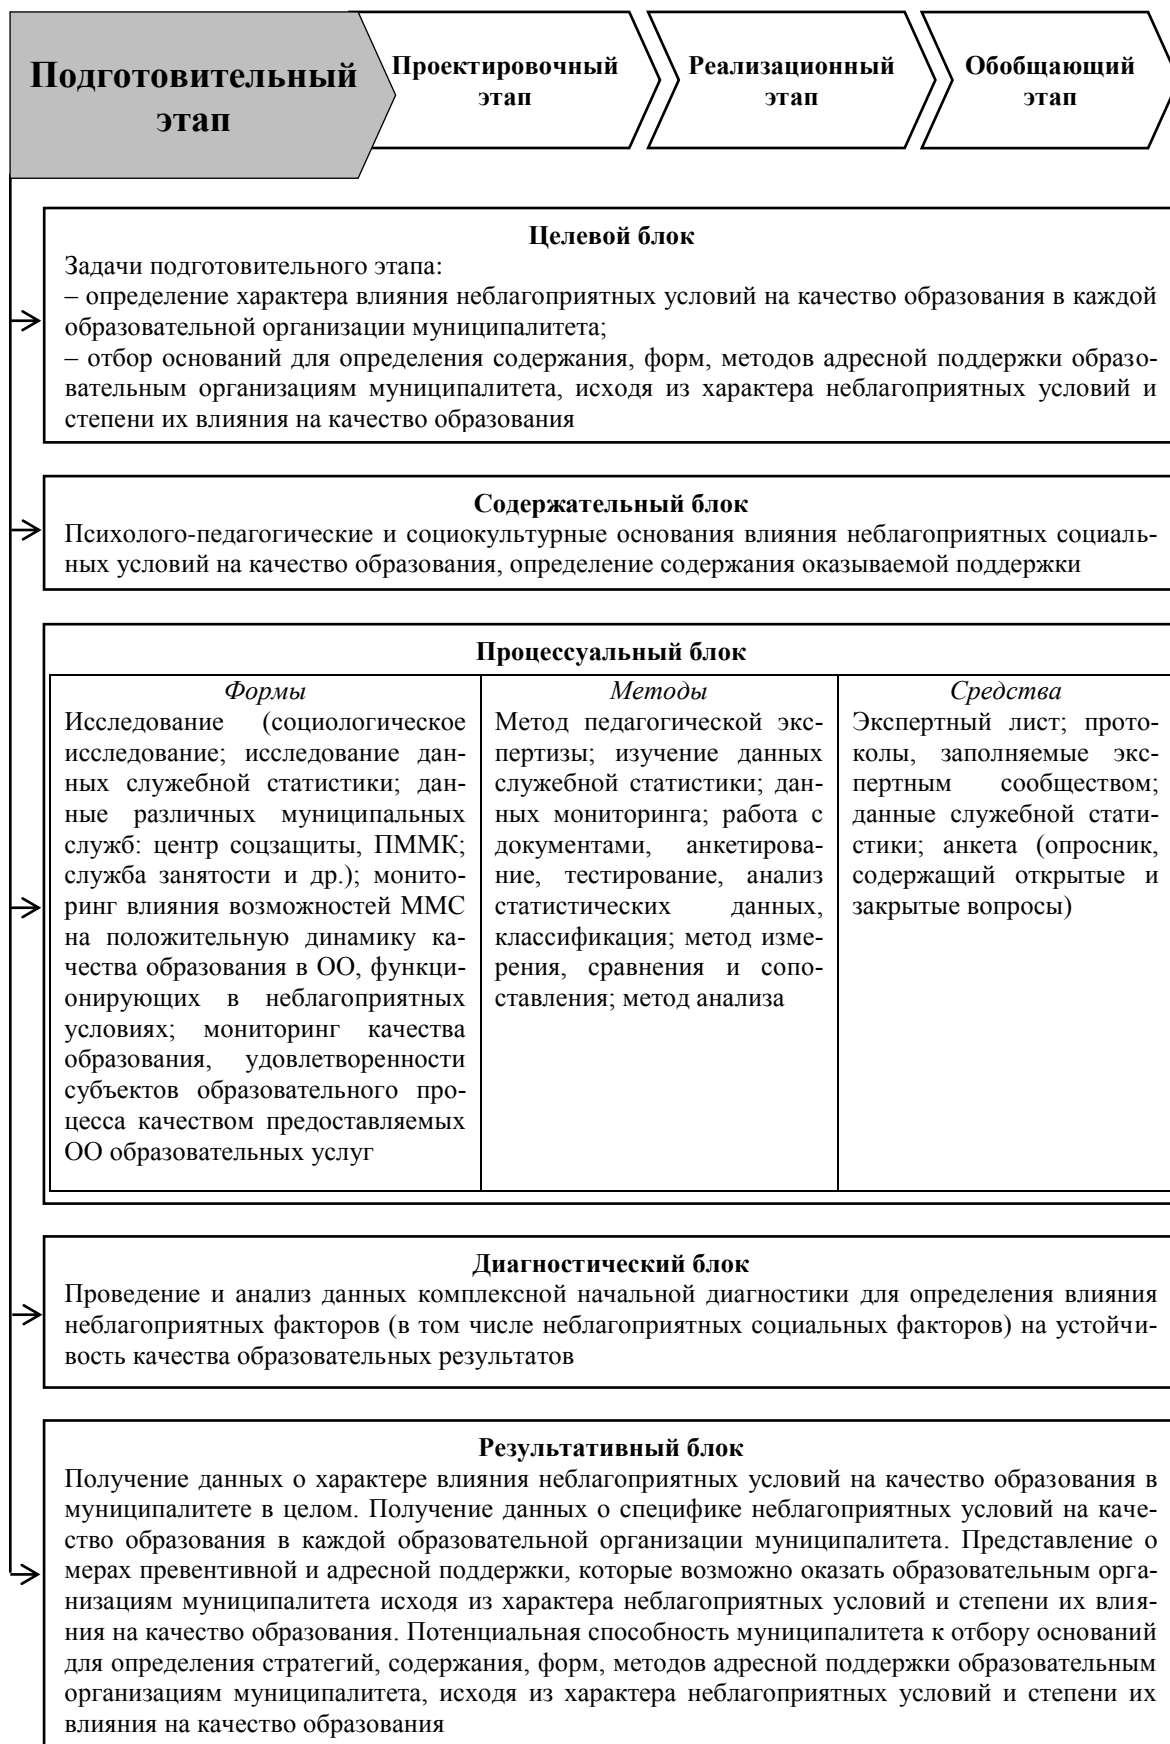 Подготовительный
этап
Проектировочный
этап
Реализационный
этап
Обобщающий
этап
Целевой блок
Задачи подготовительного этапа:
– определение характера влияния неблагоприятных условий на качество образования в каждой
образовательной организации муниципалитета;
– отбор оснований для определения содержания, форм, методов адресной поддержки образо-
вательным организациям муниципалитета, исходя из характера неблагоприятных условий и
степени их влияния на качество образования
Содержательный блок
Психолого-педагогические и социокультурные основания влияния неблагоприятных социаль-
ных условий на качество образования, определение содержания оказываемой поддержки
Процессуальный блок
Формы
Исследование (социологическое
исследование; исследование дан-
ных служебной статистики; дан-
ные различных муниципальных
служб: центр соцзащиты, ПММК;
служба занятости и др.); монито-
ринг влияния возможностей ММС
на положительную динамику ка-
чества образования в ОО, функци-
онирующих в неблагоприятных
условиях; мониторинг качества
образования, удовлетворенности
субъектов образовательного про-
цесса качеством предоставляемых
ОО образовательных услуг
Методы
Метод педагогической экс-
пертизы; изучение данных
служебной статистики; дан-
ных мониторинга; работа с
документами, анкетирова-
ние, тестирование, анализ
статистических данных,
классификация; метод изме-
рения, сравнения и сопо-
ставления; метод анализа
Средства
Экспертный лист; прото-
колы, заполняемые экс-
пертным сообществом;
данные служебной стати-
стики; анкета (опросник,
содержащий открытые и
закрытые вопросы)
Диагностический блок
Проведение и анализ данных комплексной начальной диагностики для определения влияния
неблагоприятных факторов (в том числе неблагоприятных социальных факторов) на устойчи-
вость качества образовательных результатов
Результативный блок
Получение данных о характере влияния неблагоприятных условий на качество образования в
муниципалитете в целом. Получение данных о специфике неблагоприятных условий на каче-
ство образования в каждой образовательной организации муниципалитета. Представление о
мерах превентивной и адресной поддержки, которые возможно оказать образовательным орга-
низациям муниципалитета исходя из характера неблагоприятных условий и степени их влия-
ния на качество образования. Потенциальная способность муниципалитета к отбору оснований
для определения стратегий, содержания, форм, методов адресной поддержки образовательным
организациям муниципалитета, исходя из характера неблагоприятных условий и степени их
влияния на качество образования